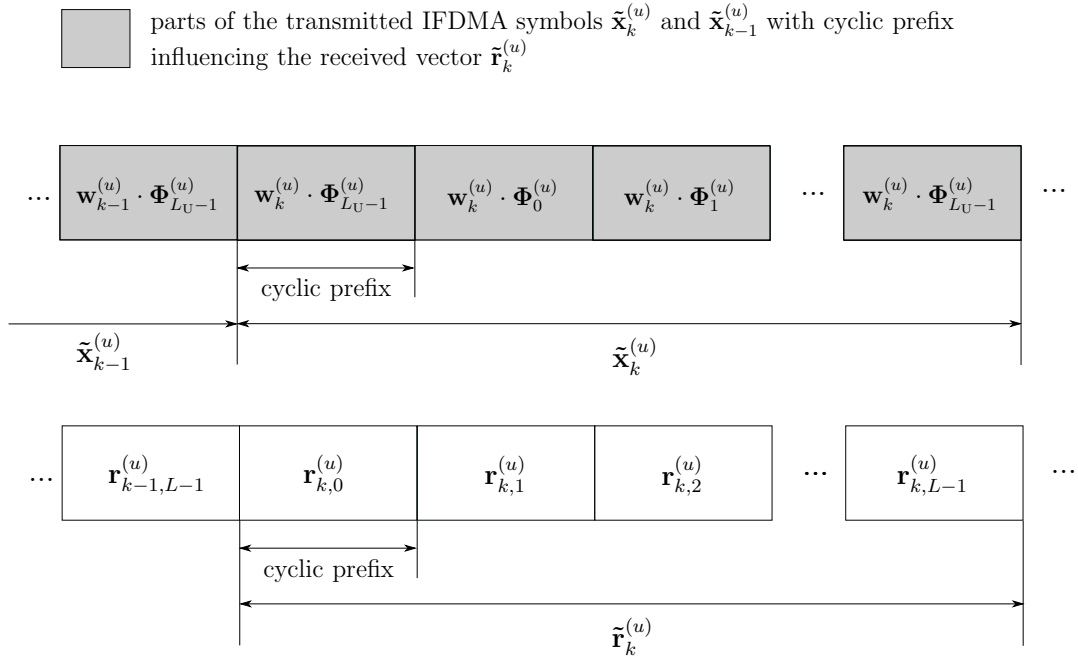 parts of the transmitted IFDMA symbols x̃_k^(u) and x̃_{k−1}^(u) with cyclic prefix
influencing the received vector r̃_k^(u)
... w_{k−1}^(u) · Φ_{L_U−1}^(u) w_k^(u) · Φ_{L_U−1}^(u) w_k^(u) · Φ_0^(u) w_k^(u) · Φ_1^(u) ... w_k^(u) · Φ_{L_U−1}^(u) ...
cyclic prefix
x̃_{k−1}^(u) x̃_k^(u)
... r_{k−1,L−1}^(u) r_{k,0}^(u) r_{k,1}^(u) r_{k,2}^(u) ... r_{k,L−1}^(u) ...
cyclic prefix
r̃_k^(u)